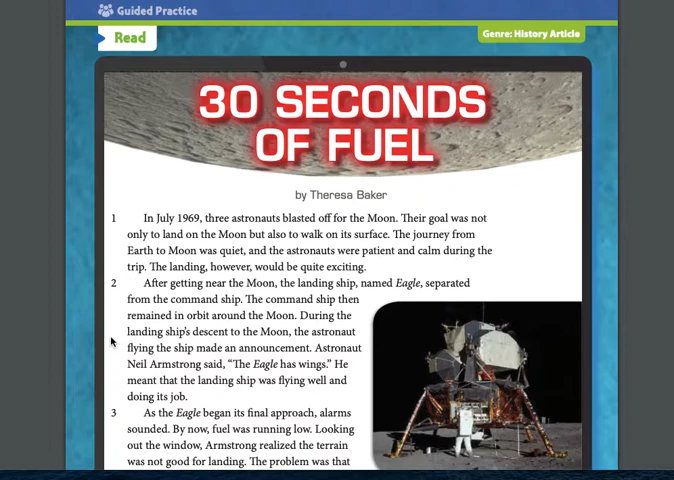 Guided Practice
Read
Genre: History Article
30 SECONDS
OF FUEL
by Theresa Baker
1 In July 1969, three astronauts blasted off for the Moon. Their goal was not
only to land on the Moon but also to walk on its surface. The journey from
Earth to Moon was quiet, and the astronauts were patient and calm during the
trip. The landing, however, would be quite exciting.
2 After getting near the Moon, the landing ship, named Eagle, separated
from the command ship. The command ship then
remained in orbit around the Moon. During the
landing ship's descent to the Moon, the astronaut
flying the ship made an announcement. Astronaut
Neil Armstrong said, “The Eagle has wings.” He
meant that the landing ship was flying well and
doing its job.
3 As the Eagle began its final approach, alarms
sounded. By now, fuel was running low. Looking
out the window, Armstrong realized the terrain
was not good for landing. The problem was that